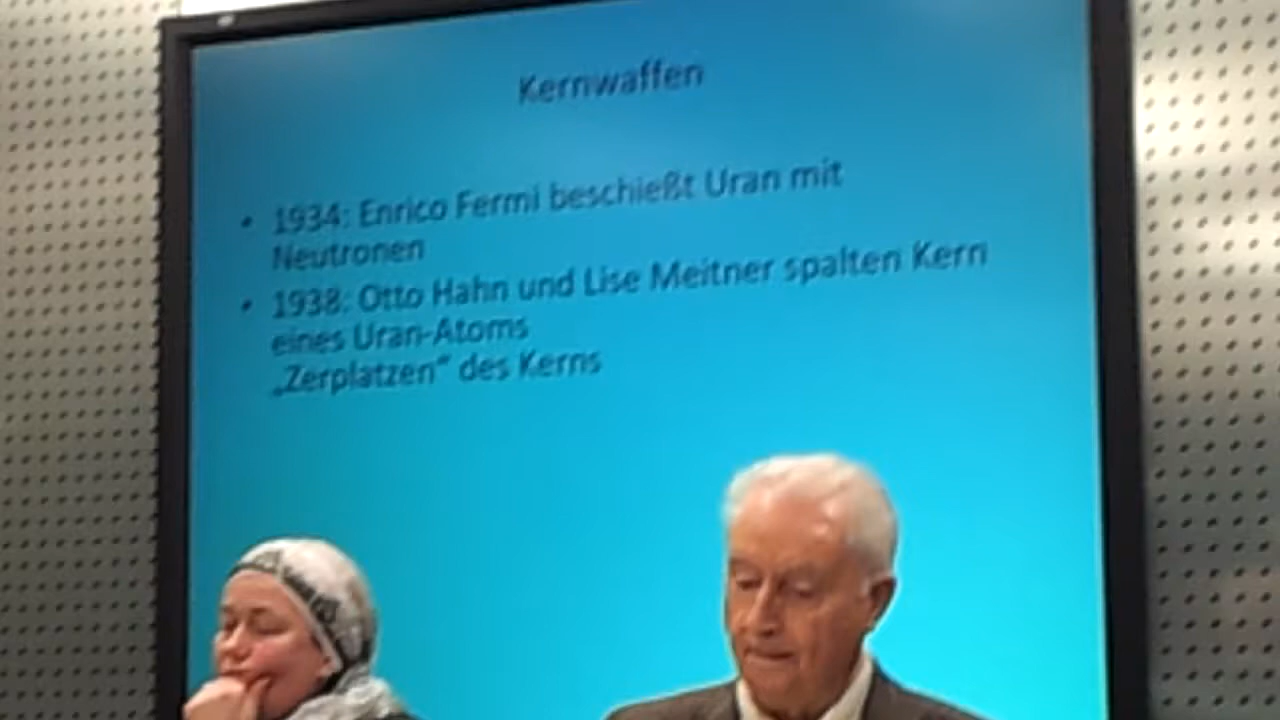 Kernwaffen
• 1934: Enrico Fermi beschießt Uran mit
Neutronen
• 1938: Otto Hahn und Lise Meitner spalten Kern
eines Uran-Atoms
„Zerplatzen“ des Kerns